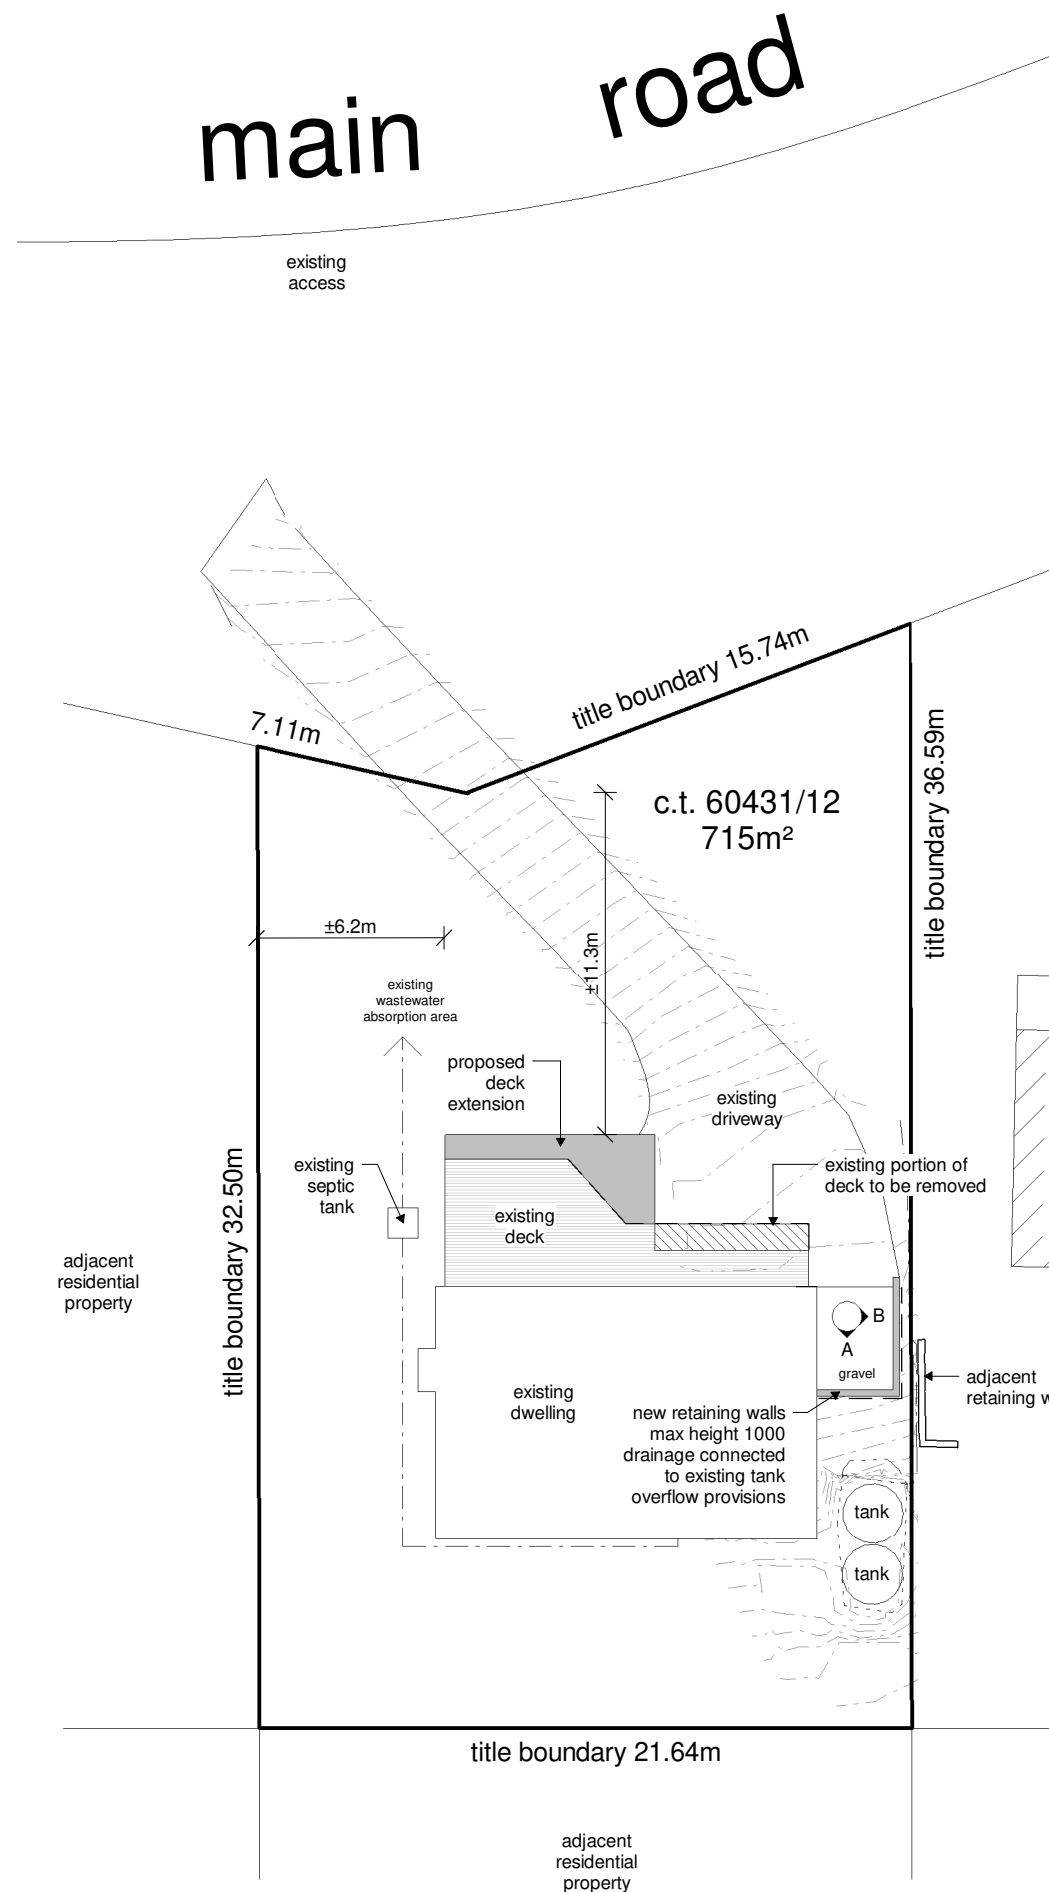 main road
existing
access
title boundary 15.74m
7.11m
c.t. 60431/12
715m²
title boundary 36.59m
±6.2m
±11.3m
existing
wastewater
absorption area
proposed
deck
extension
existing
driveway
existing
septic
tank
existing portion of
deck to be removed
existing
deck
title boundary 32.50m
adjacent
residential
property
B
A
gravel
adjacent
retaining w
existing
dwelling
new retaining walls
max height 1000
drainage connected
to existing tank
overflow provisions
tank
tank
title boundary 21.64m
adjacent
residential
property